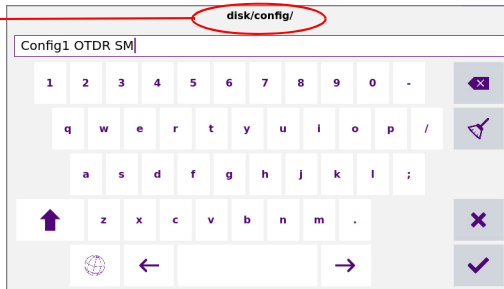 disk/config/
Config1 OTDR SM
1 2 3 4 5 6 7 8 9 0 -
q w e r t y u i o p /
a s d f g h j k l ;
z x c v b n m .